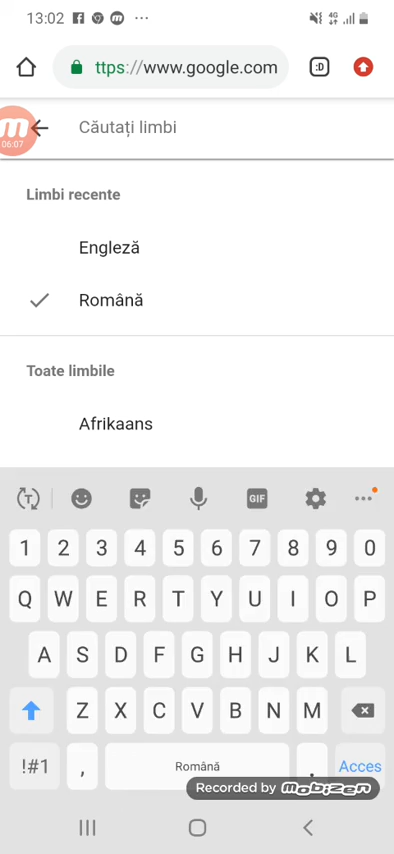 13:02
4G
ttps://www.google.com
:D
m
06:07
Căutați limbi
Limbi recente
Engleză
Română
Toate limbile
Afrikaans
T
GIF
1 2 3 4 5 6 7 8 9 0
Q W E R T Y U I O P
A S D F G H J K L
Z X C V B N M
!#1 , Română . Acces
Recorded by mobizen